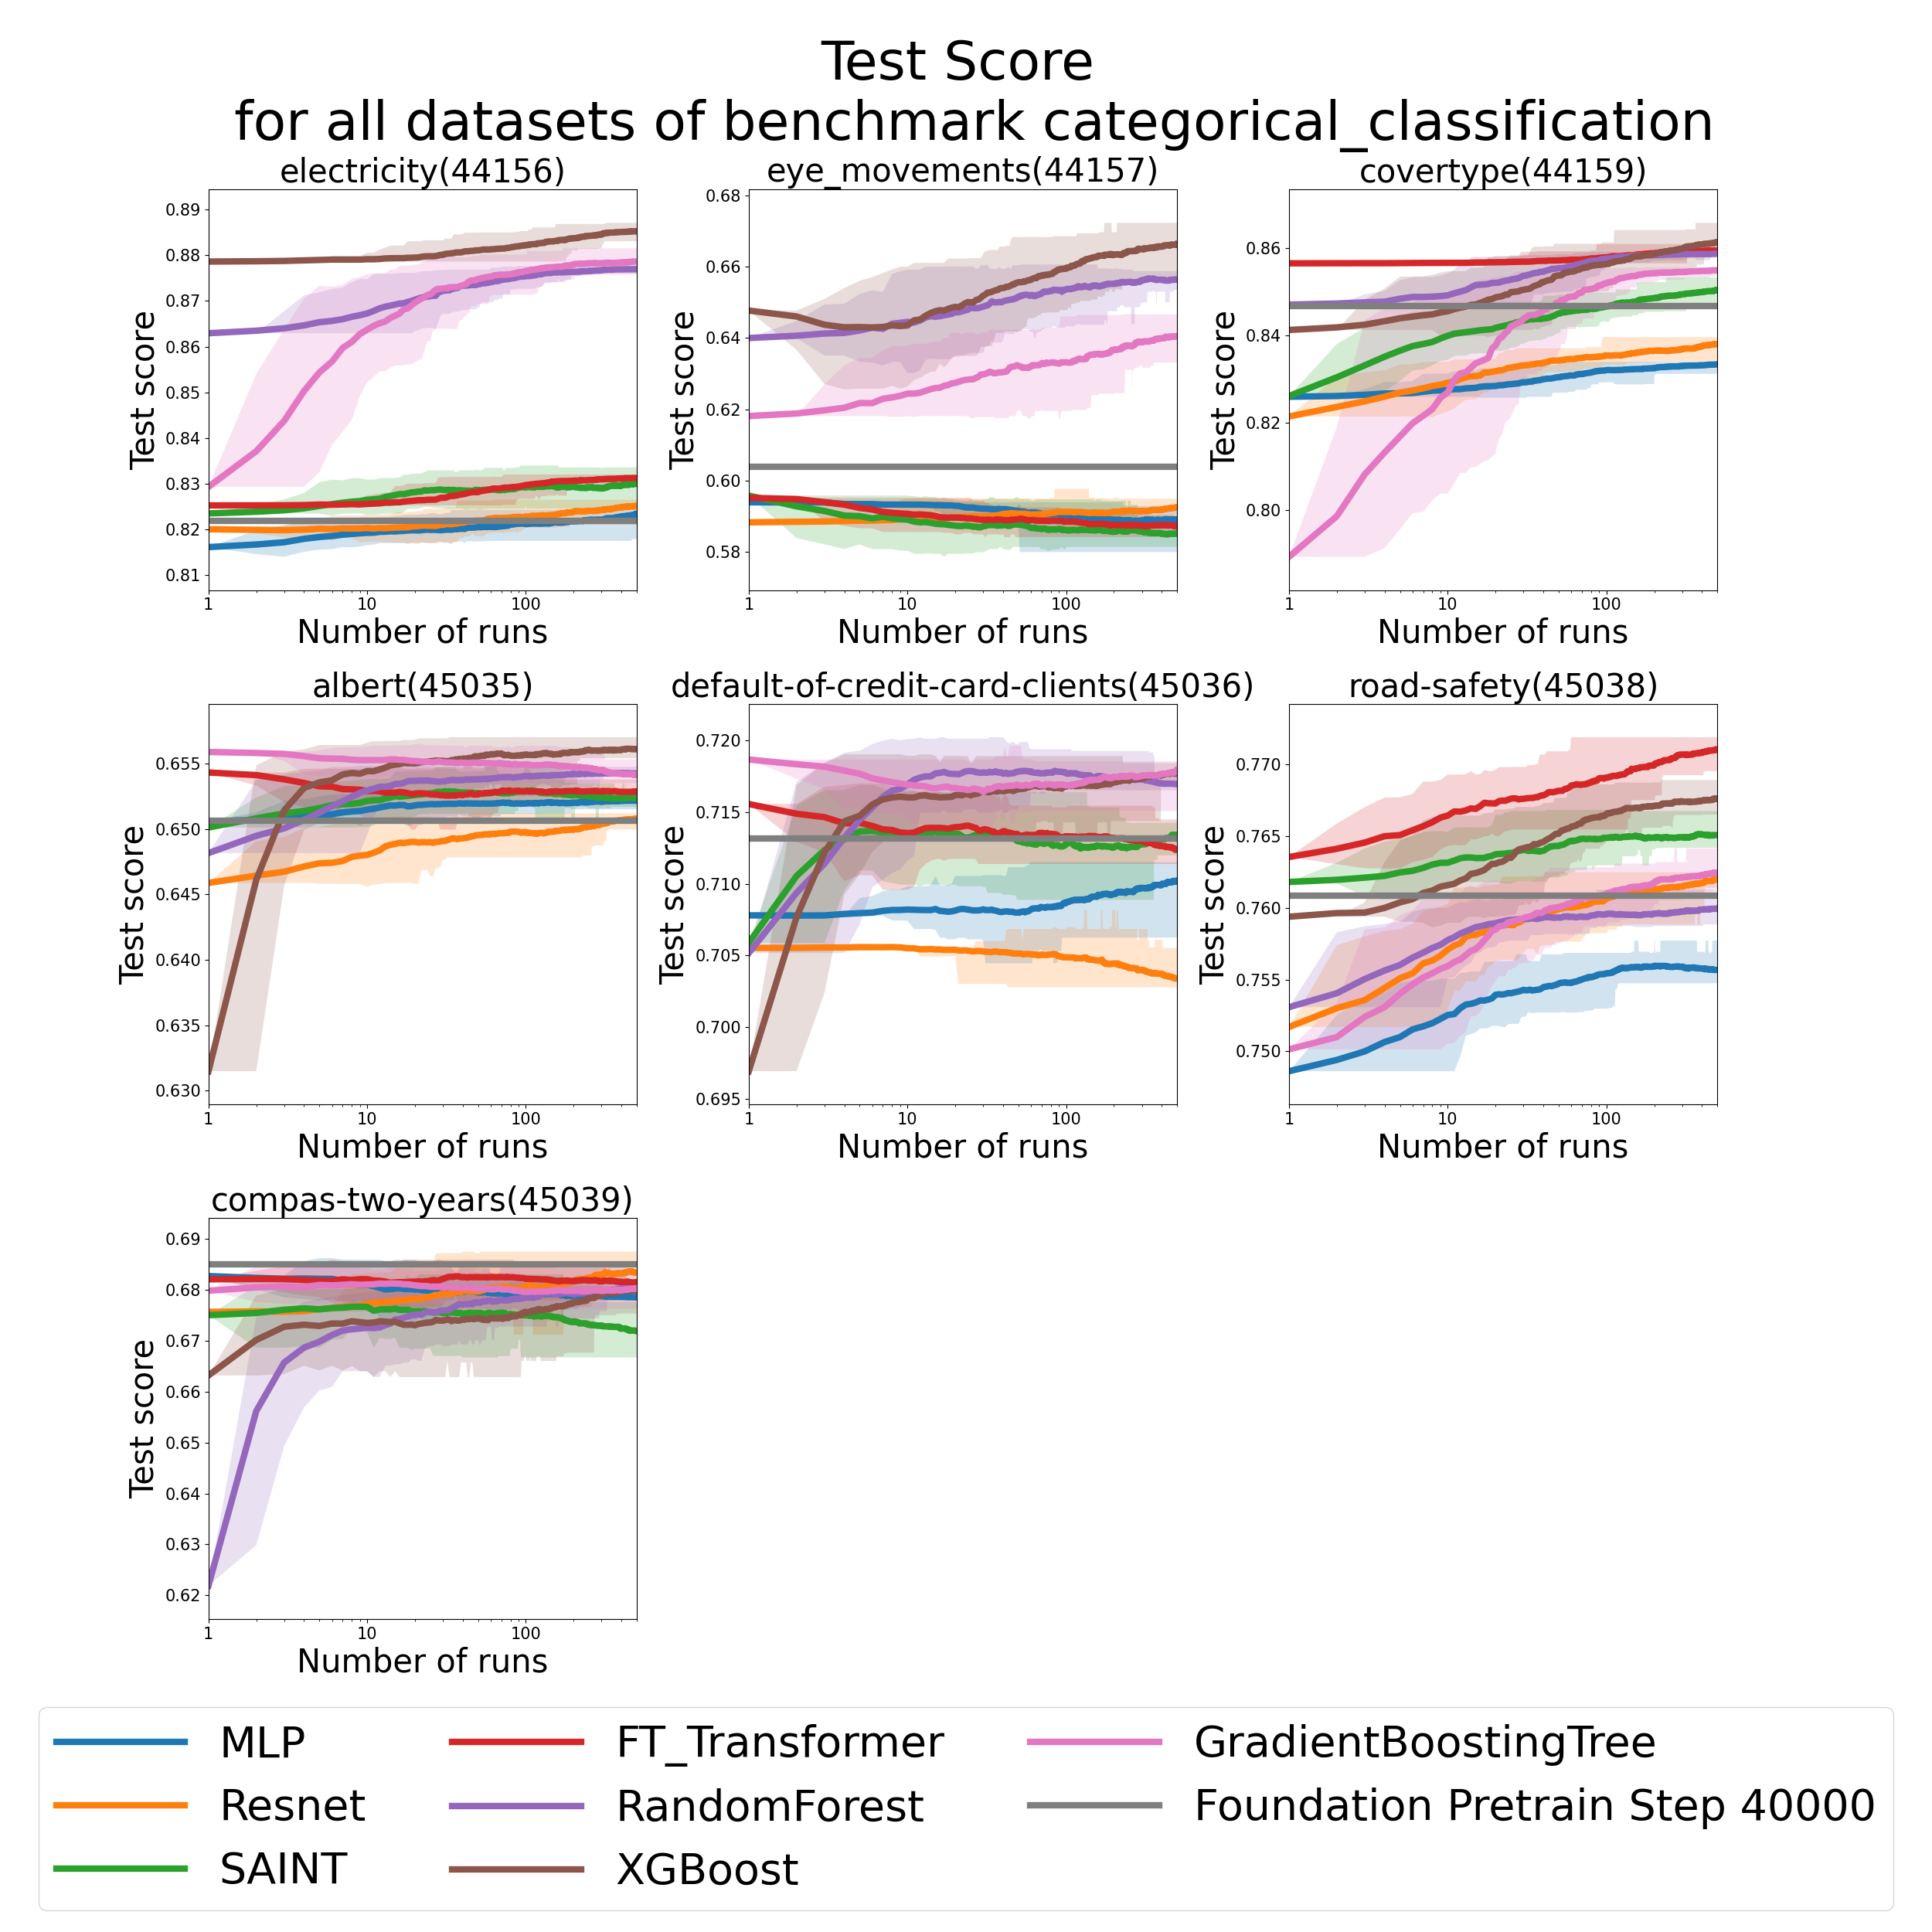 Test Score
for all datasets of benchmark categorical_classification
electricity(44156)
0.89
0.88
0.87
0.86
0.85
0.84
0.83
0.82
0.81
Test score
1
10
100
Number of runs
eye_movements(44157)
0.68
0.66
0.64
0.62
0.60
0.58
Test score
1
10
100
Number of runs
covertype(44159)
0.86
0.84
0.82
0.80
Test score
1
10
100
Number of runs
albert(45035)
0.655
0.650
0.645
0.640
0.635
0.630
Test score
1
10
100
Number of runs
default-of-credit-card-clients(45036)
0.720
0.715
0.710
0.705
0.700
0.695
Test score
1
10
100
Number of runs
road-safety(45038)
0.770
0.765
0.760
0.755
0.750
Test score
1
10
100
Number of runs
compas-two-years(45039)
0.69
0.68
0.67
0.66
0.65
0.64
0.63
0.62
Test score
1
10
100
Number of runs
MLP
Resnet
SAINT
FT_Transformer
RandomForest
XGBoost
GradientBoostingTree
Foundation Pretrain Step 40000